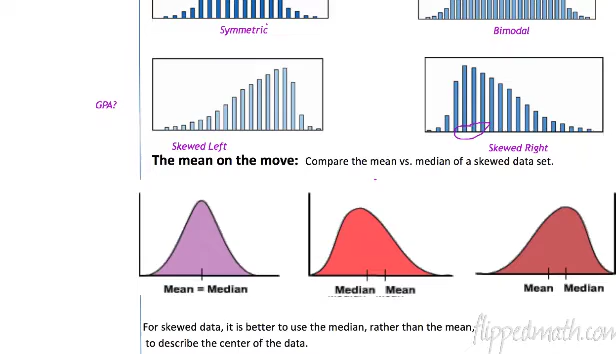 Symmetric
Bimodal
GPA?
Skewed Left
Skewed Right
The mean on the move: Compare the mean vs. median of a skewed data set.
Mean = Median
Median Mean
Mean Median
For skewed data, it is better to use the median, rather than the mean,
to describe the center of the data.
flippedmath.com